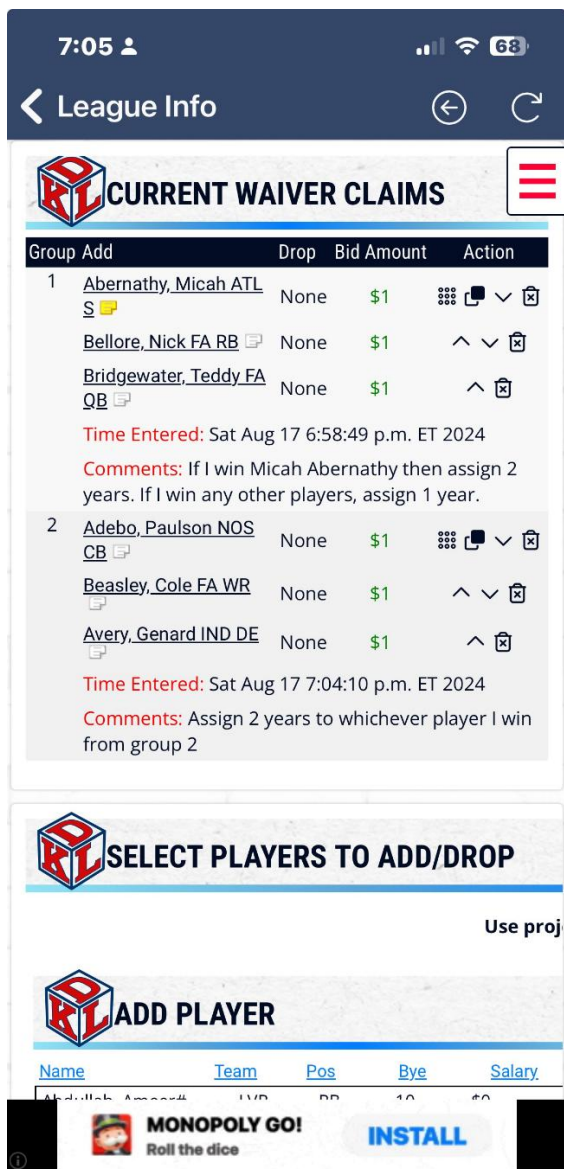 7:05
68
League Info
DKL CURRENT WAIVER CLAIMS
Group Add Drop Bid Amount Action
1 Abernathy, Micah ATL S None $1
Bellore, Nick FA RB None $1
Bridgewater, Teddy FA QB None $1
Time Entered: Sat Aug 17 6:58:49 p.m. ET 2024
Comments: If I win Micah Abernathy then assign 2
years. If I win any other players, assign 1 year.
2 Adebo, Paulson NOS CB None $1
Beasley, Cole FA WR None $1
Avery, Genard IND DE None $1
Time Entered: Sat Aug 17 7:04:10 p.m. ET 2024
Comments: Assign 2 years to whichever player I win
from group 2
DKL SELECT PLAYERS TO ADD/DROP
Use proj
DKL ADD PLAYER
Name Team Pos Bye Salary
MONOPOLY GO!
Roll the dice
INSTALL